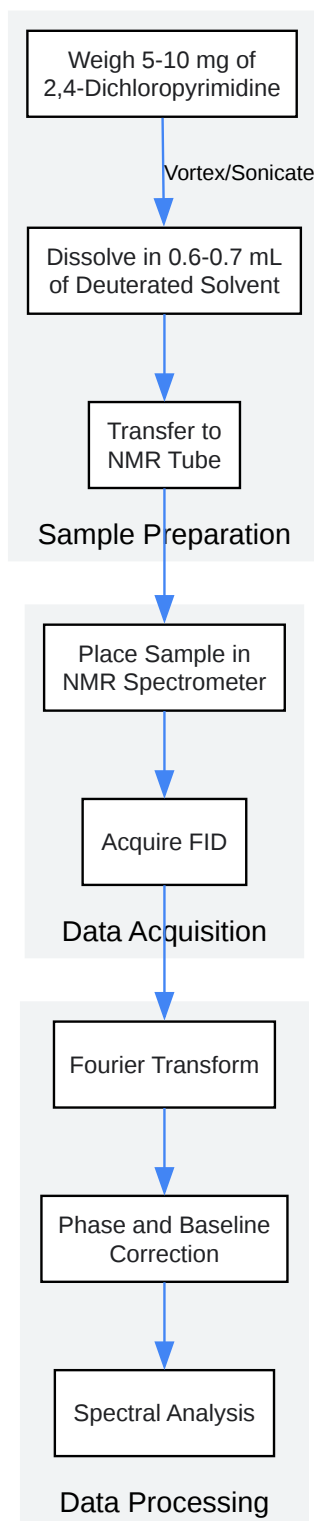 Weigh 5-10 mg of
2,4-Dichloropyrimidine
Vortex/Sonicate
Dissolve in 0.6-0.7 mL
of Deuterated Solvent
Transfer to
NMR Tube
Sample Preparation
Place Sample in
NMR Spectrometer
Acquire FID
Data Acquisition
Fourier Transform
Phase and Baseline
Correction
Spectral Analysis
Data Processing